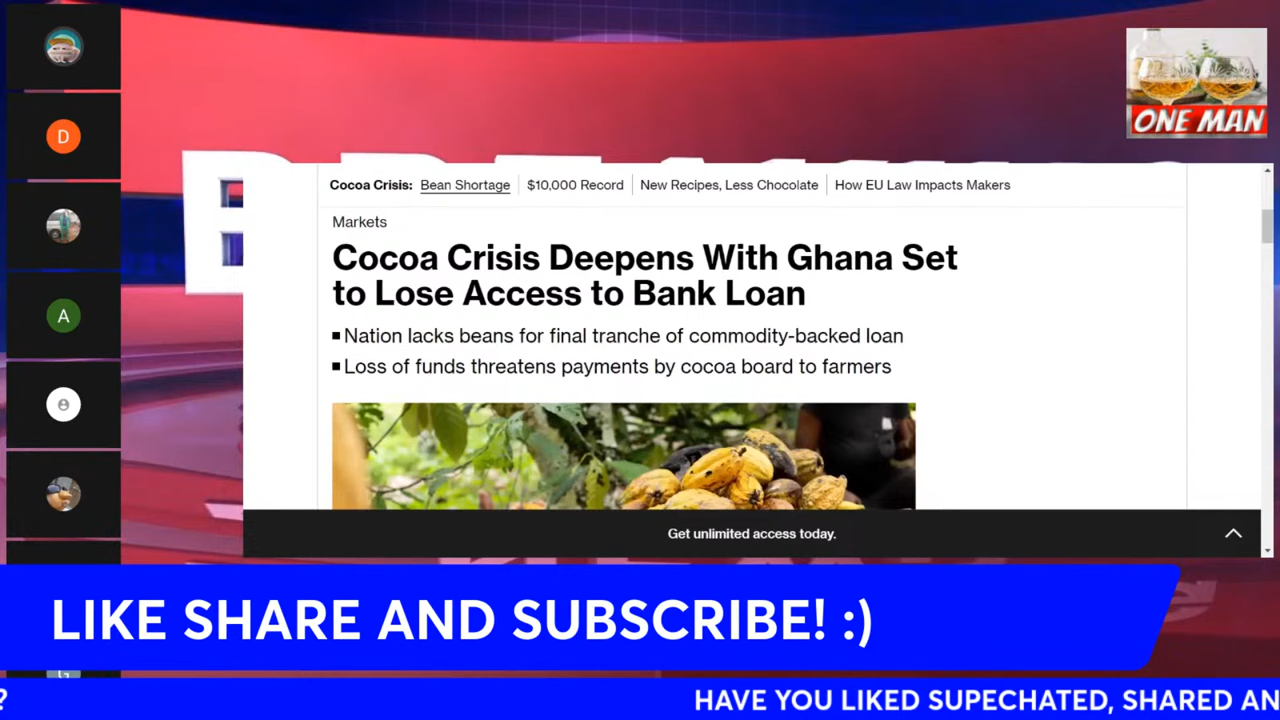 ONE MAN
D
A
Cocoa Crisis: Bean Shortage $10,000 Record New Recipes, Less Chocolate How EU Law Impacts Makers
Markets
Cocoa Crisis Deepens With Ghana Set
to Lose Access to Bank Loan
Nation lacks beans for final tranche of commodity-backed loan
Loss of funds threatens payments by cocoa board to farmers
Get unlimited access today.
LIKE SHARE AND SUBSCRIBE! :)
? HAVE YOU LIKED SUPECHATED, SHARED AN